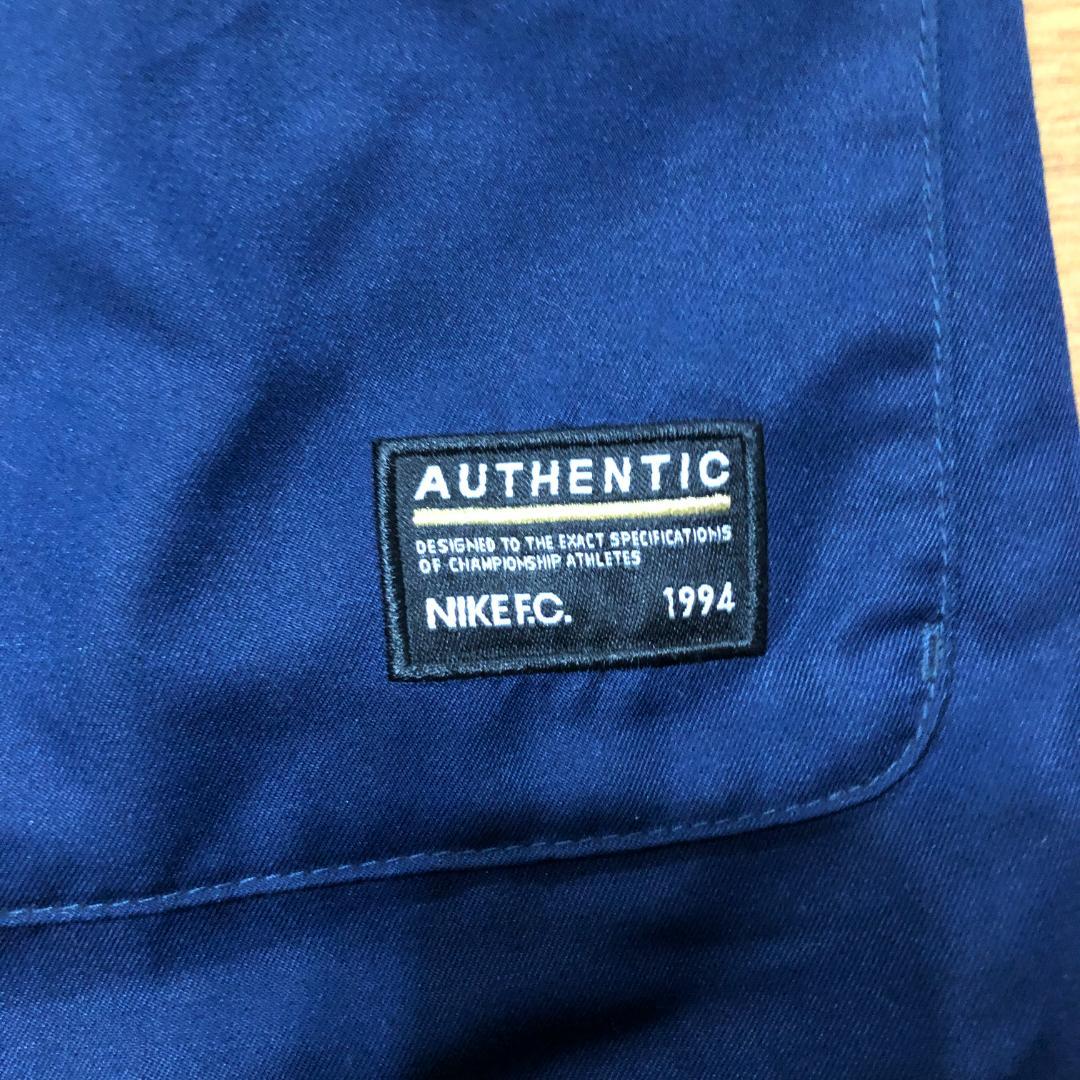 AUTHENTIC
DESIGNED TO THE EXACT SPECIFICATIONS
OF CHAMPIONSHIP ATHLETES
NIKE F.C. 1994